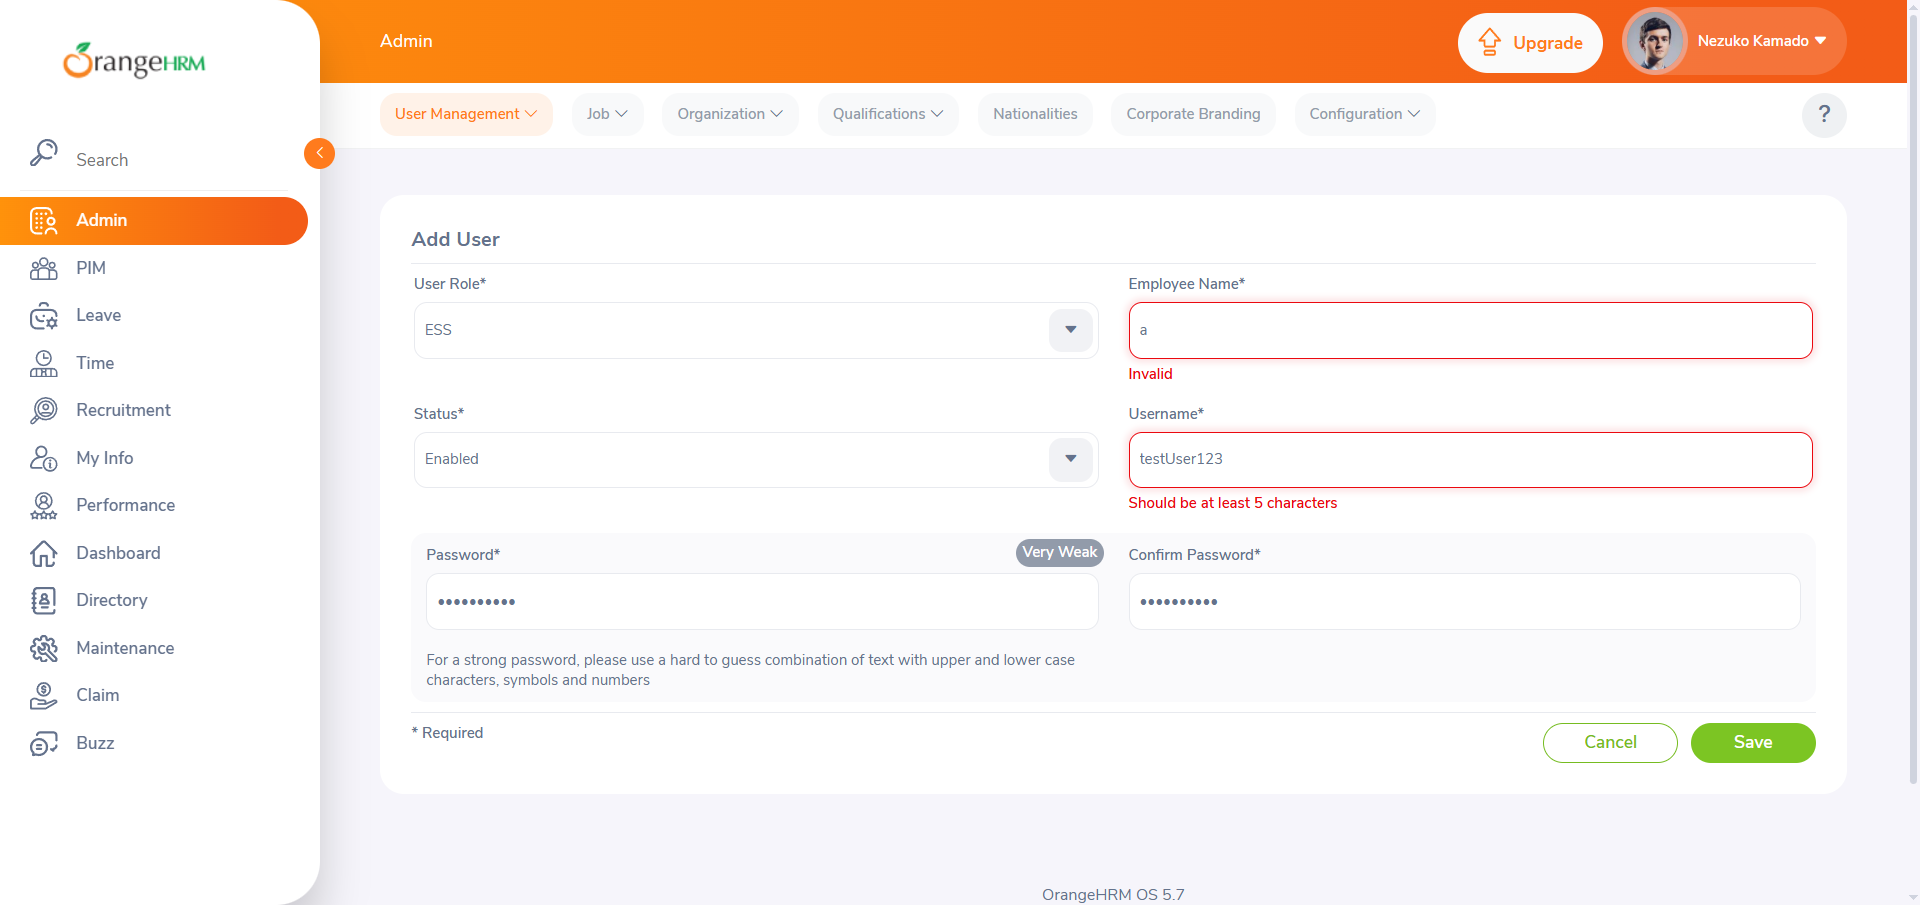 OrangeHRM
Admin
Upgrade
Nezuko Kamado
User Management
Job
Organization
Qualifications
Nationalities
Corporate Branding
Configuration
?
Search
Admin
PIM
Leave
Time
Recruitment
My Info
Performance
Dashboard
Directory
Maintenance
Claim
Buzz
Add User
User Role*
Employee Name*
ESS
a
Invalid
Status*
Username*
Enabled
testUser123
Should be at least 5 characters
Password*
Very Weak
Confirm Password*
••••••••••
••••••••••
For a strong password, please use a hard to guess combination of text with upper and lower case
characters, symbols and numbers
* Required
Cancel
Save
OrangeHRM OS 5.7